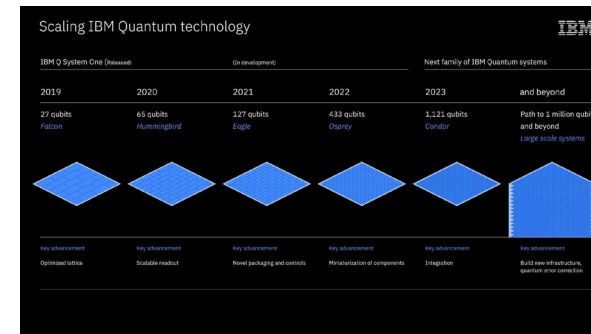 Scaling IBM Quantum technology
IBM
IBM Q System One (Released)
(In development)
Next family of IBM Quantum systems
2019
2020
2021
2022
2023
and beyond
27 qubits
65 qubits
127 qubits
433 qubits
1,121 qubits
Path to 1 million qubi
Falcon
Hummingbird
Eagle
Osprey
Condor
and beyond
Large scale systems
Key advancement
Key advancement
Key advancement
Key advancement
Key advancement
Key advancement
Optimized lattice
Scalable readout
Novel packaging and controls
Miniaturization of components
Integration
Build new infrastructure,
quantum error correction